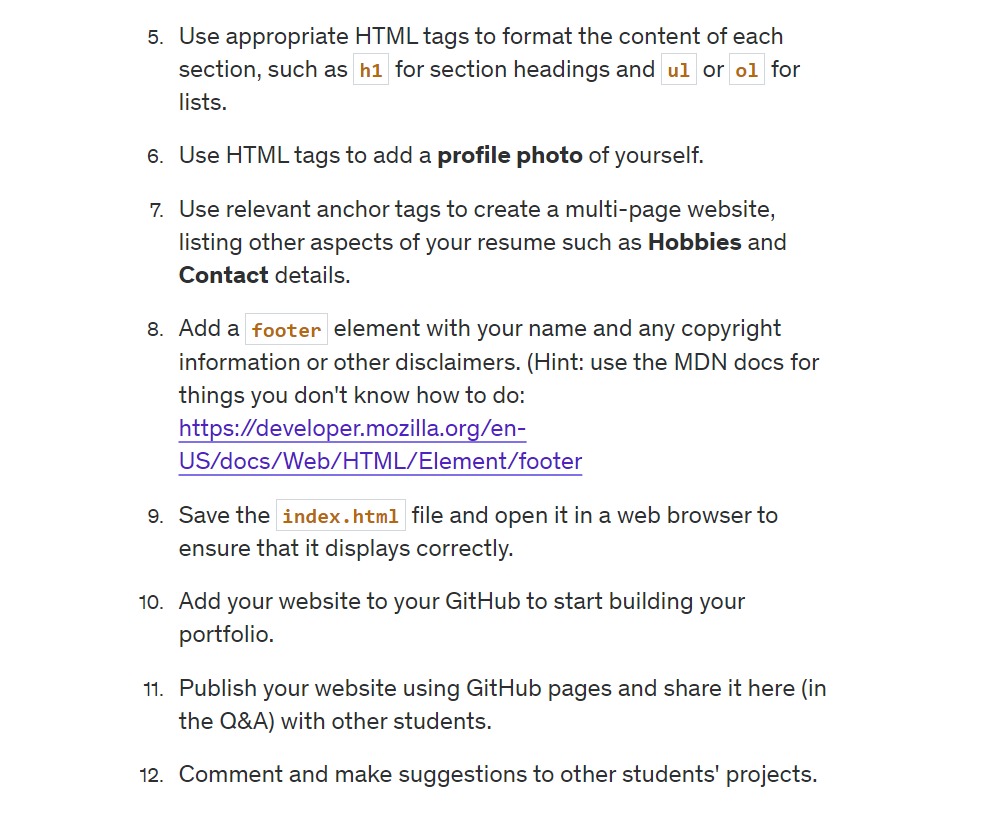 5. Use appropriate HTML tags to format the content of each
section, such as h1 for section headings and ul or ol for
lists.
6. Use HTML tags to add a profile photo of yourself.
7. Use relevant anchor tags to create a multi-page website,
listing other aspects of your resume such as Hobbies and
Contact details.
8. Add a footer element with your name and any copyright
information or other disclaimers. (Hint: use the MDN docs for
things you don't know how to do:
https://developer.mozilla.org/en-
US/docs/Web/HTML/Element/footer
9. Save the index.html file and open it in a web browser to
ensure that it displays correctly.
10. Add your website to your GitHub to start building your
portfolio.
11. Publish your website using GitHub pages and share it here (in
the Q&A) with other students.
12. Comment and make suggestions to other students' projects.